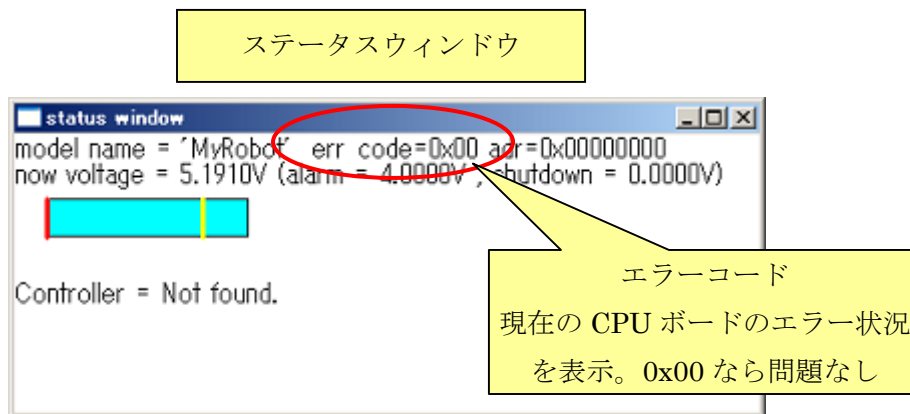 ステータスウィンドウ
status window
model name = 'MyRobot' err code=0x00 adr=0x00000000
now voltage = 5.1910V (alarm = 4.0000V , shutdown = 0.0000V)
Controller = Not found.
エラーコード
現在の CPU ボードのエラー状況
を表示。0x00 なら問題なし